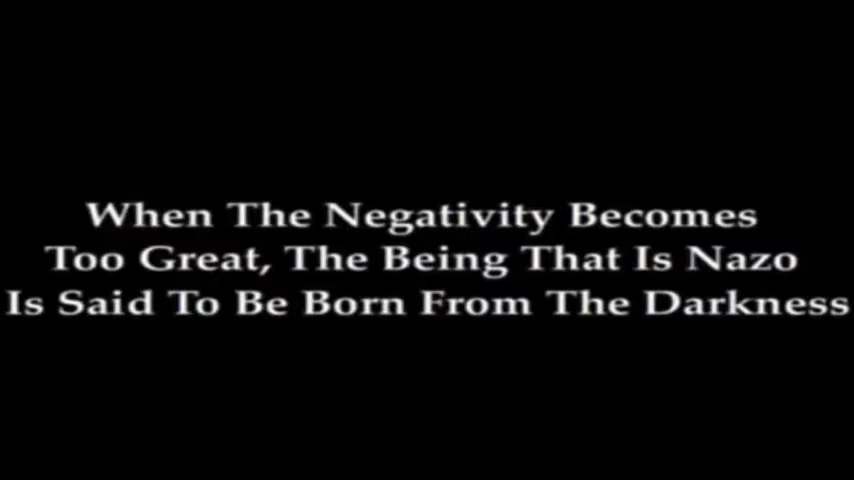 When The Negativity Becomes
Too Great, The Being That Is Nazo
Is Said To Be Born From The Darkness